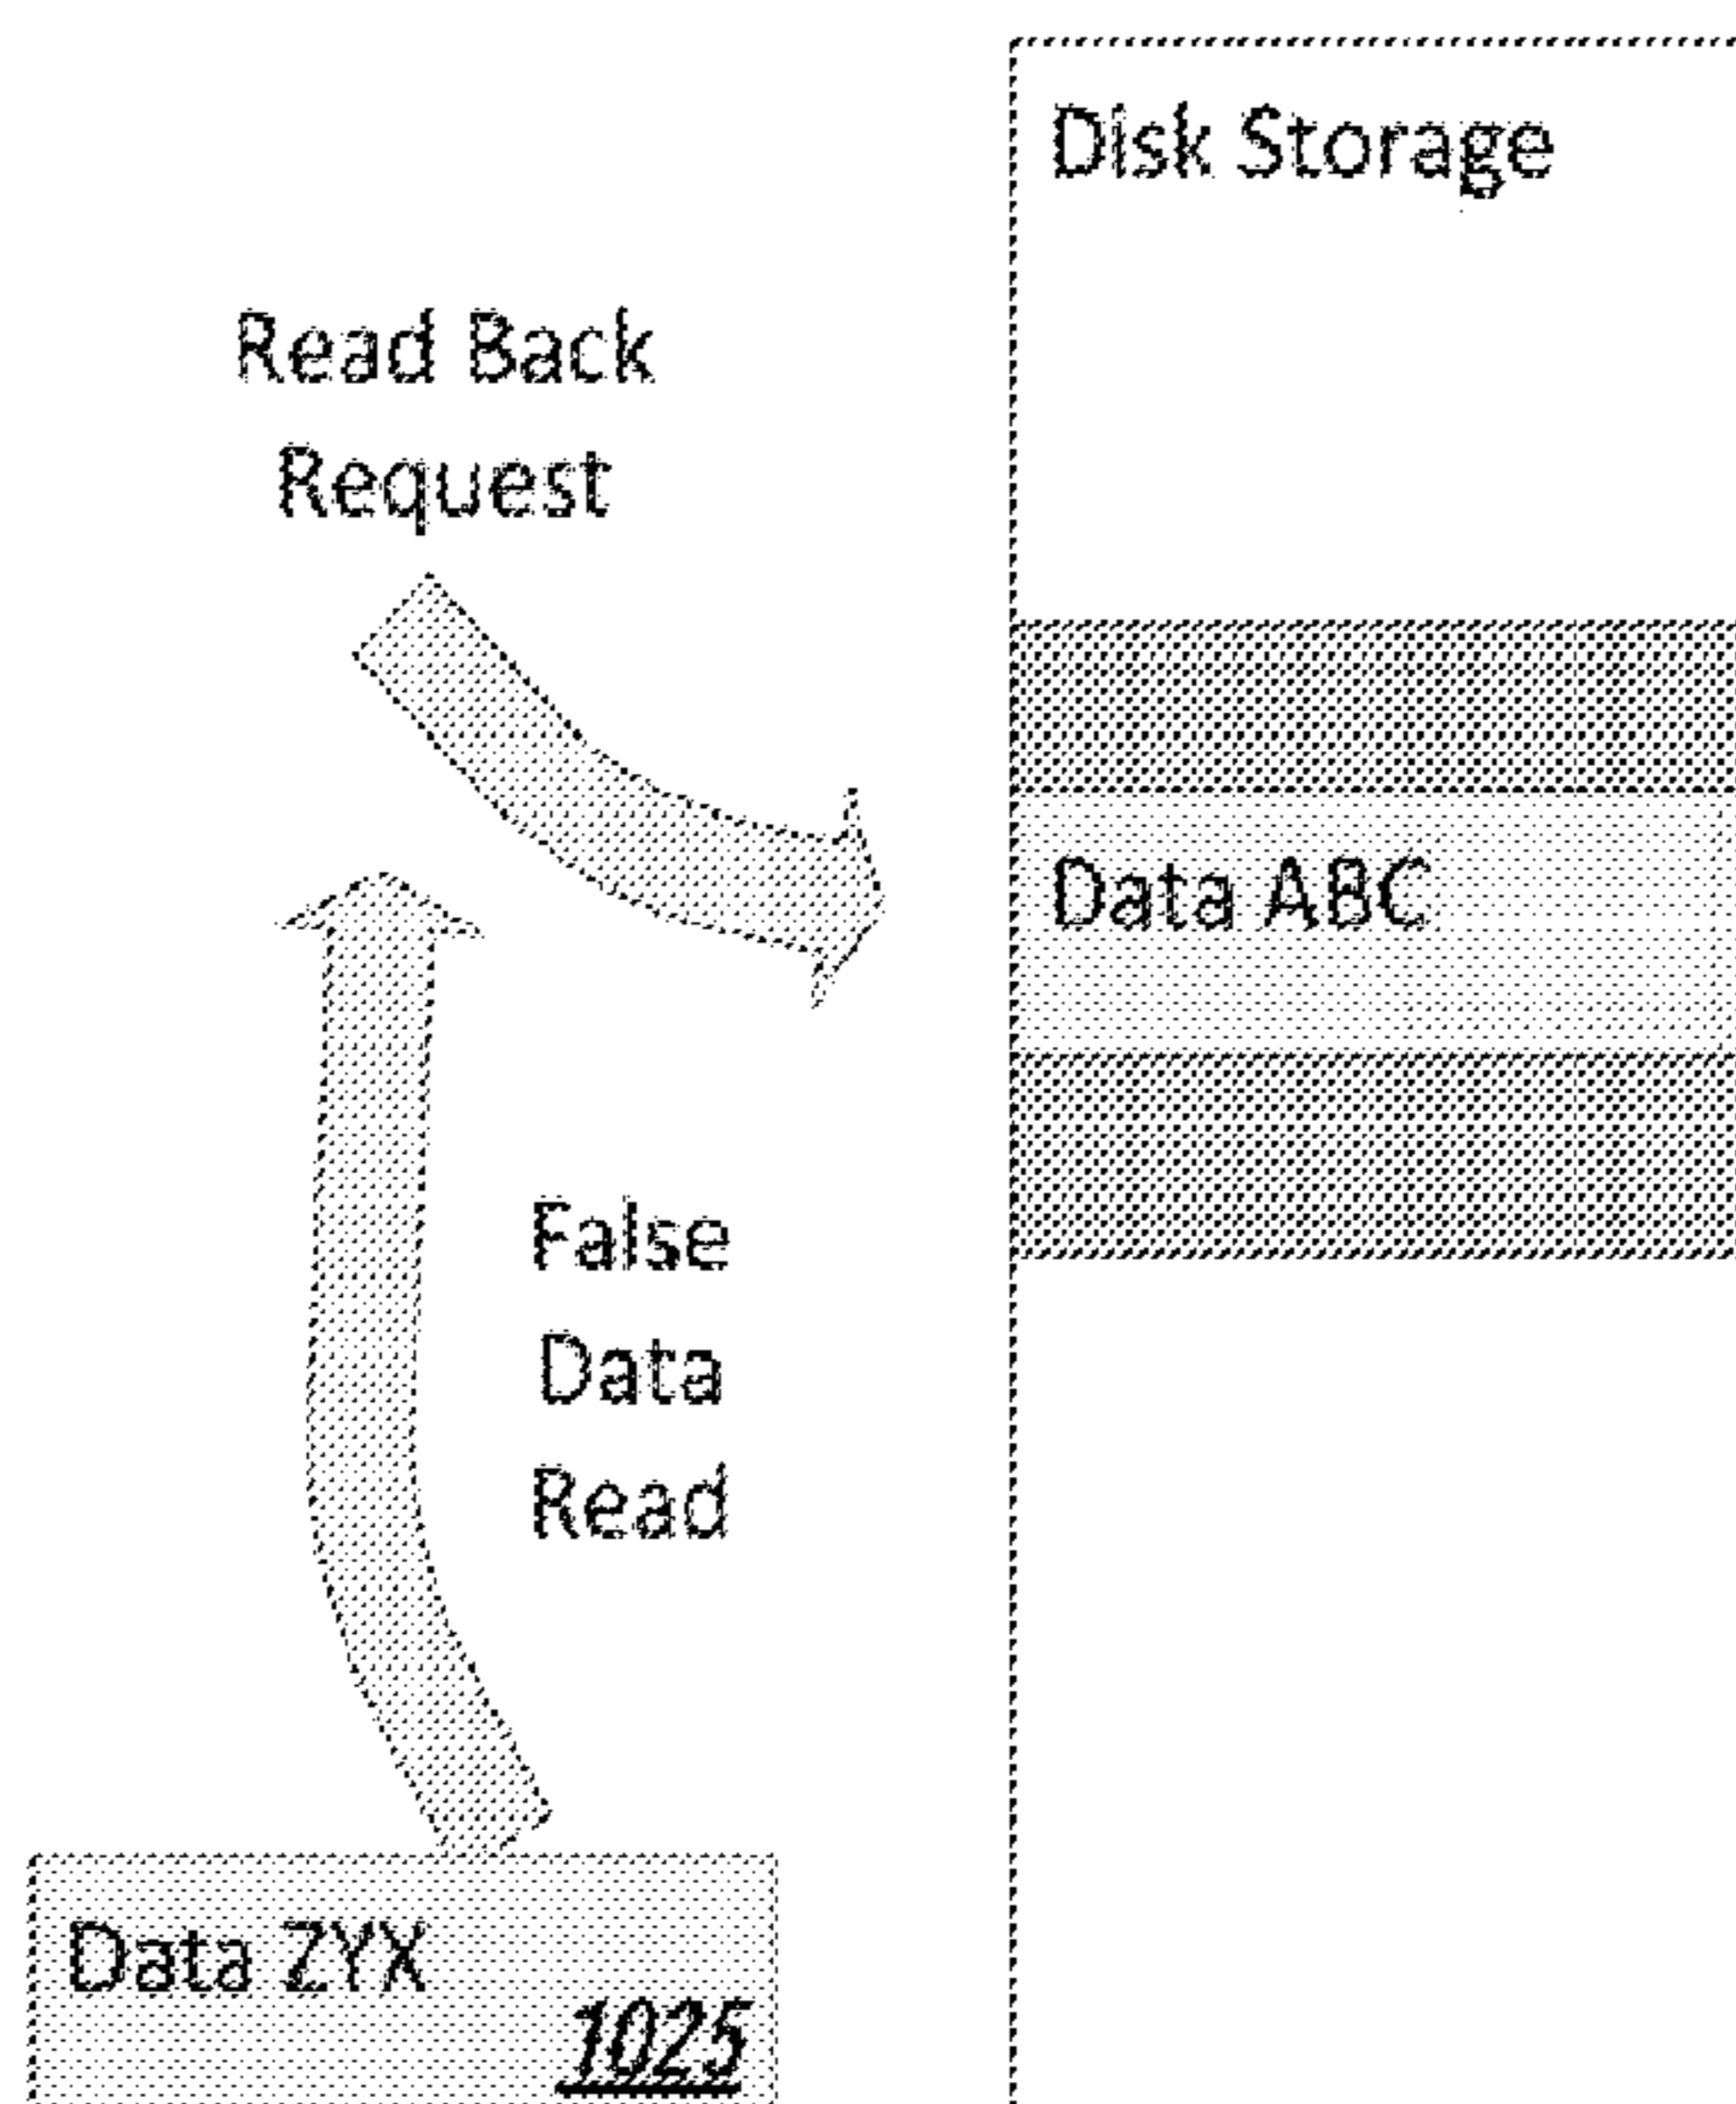 Disk Storage
Read Back
Request
Data ABC
False
Data
Read
Data ZYX
1025